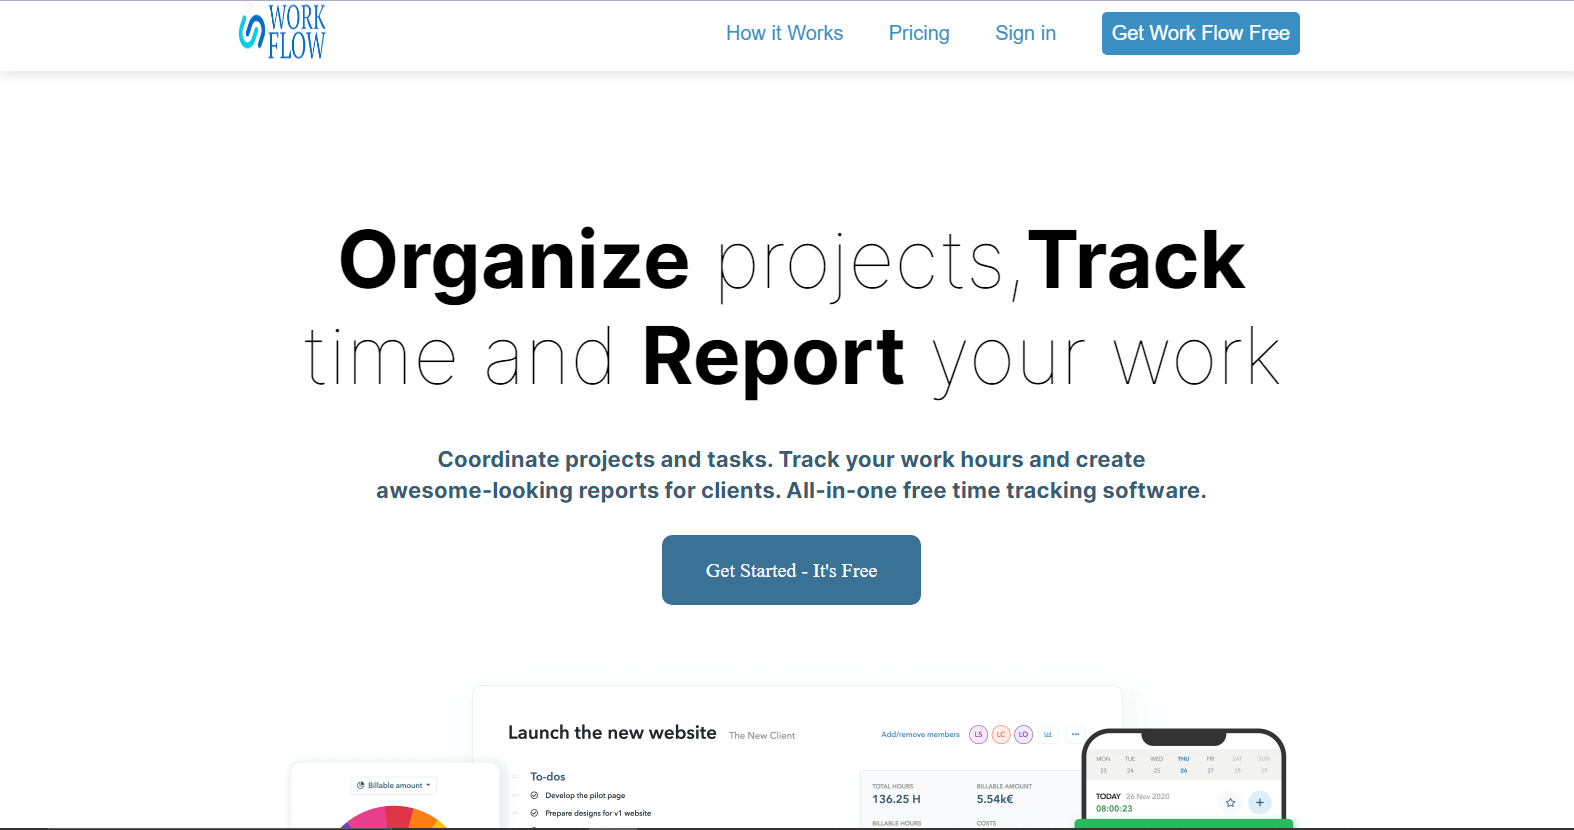 WORK
FLOW
How it Works
Pricing
Sign in
Get Work Flow Free
Organize projects,Track
time and Report your work
Coordinate projects and tasks. Track your work hours and create
awesome-looking reports for clients. All-in-one free time tracking software.
Get Started - It's Free
Launch the new website The New Client
Add/remove members LS LC LO
To-dos
Develop the pilot page
Prepare designs for v1 website
Billable amount
TOTAL HOURS BILLABLE AMOUNT
136.25 H 5.54k€
BILLABLE HOURS COSTS
MON TUE WED THU FRI SAT SUN
23 24 25 26 27 28 29
TODAY 26 Nov 2020
08:00:23